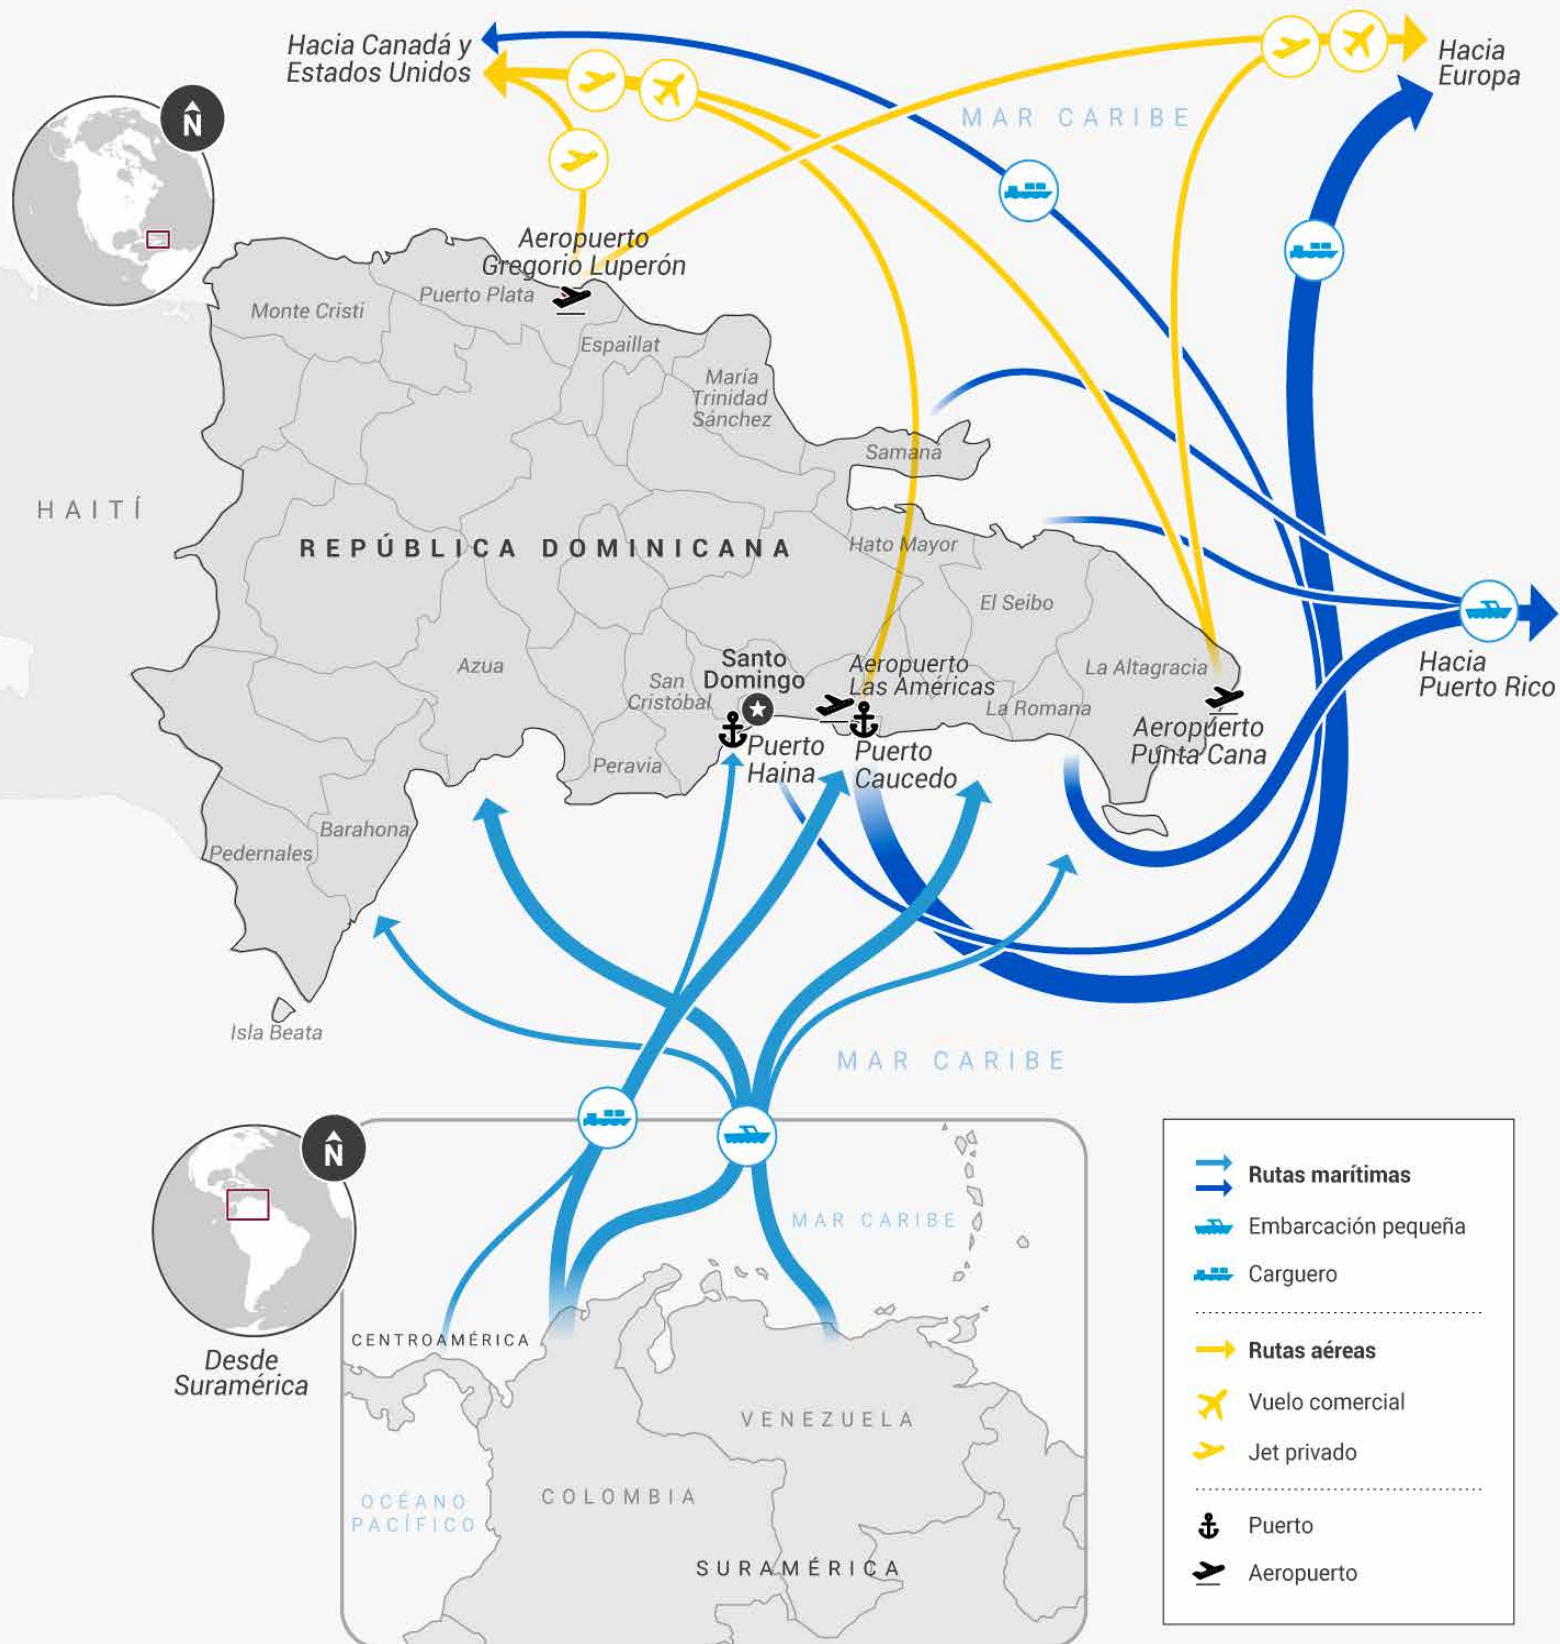 Hacia Canadá y
Estados Unidos
Hacia
Europa
MAR CARIBE
N
Aeropuerto
Gregorio Luperón
Puerto Plata
Monte Cristi
Espaillat
María
Trinidad
Sánchez
Samaná
HAITÍ
REPÚBLICA DOMINICANA
Hato Mayor
El Seibo
Santo
Domingo
Azua
San
Cristóbal
Aeropuerto
Las Américas
La Altagracia
La Romana
Hacia
Puerto Rico
Aeropuerto
Punta Cana
Puerto
Haina
Puerto
Caucedo
Peravia
Barahona
Pedernales
Isla Beata
MAR CARIBE
N
Desde
Suramérica
MAR CARIBE
CENTROAMÉRICA
VENEZUELA
COLOMBIA
OCÉANO
PACÍFICO
SURAMÉRICA
Rutas marítimas
Embarcación pequeña
Carguero
Rutas aéreas
Vuelo comercial
Jet privado
Puerto
Aeropuerto